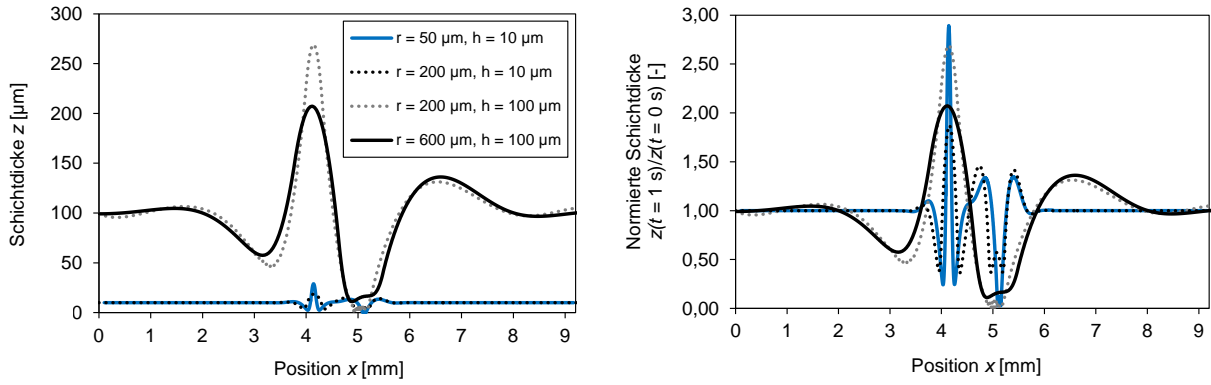 300
250
200
150
100
50
0
Schichtdicke z [µm]
0 1 2 3 4 5 6 7 8 9
Position x [mm]
r = 50 µm, h = 10 µm
r = 200 µm, h = 10 µm
r = 200 µm, h = 100 µm
r = 600 µm, h = 100 µm
3,00
2,50
2,00
1,50
1,00
0,50
0,00
Normierte Schichtdicke
z(t = 1 s)/z(t = 0 s) [-]
0 1 2 3 4 5 6 7 8 9
Position x [mm]